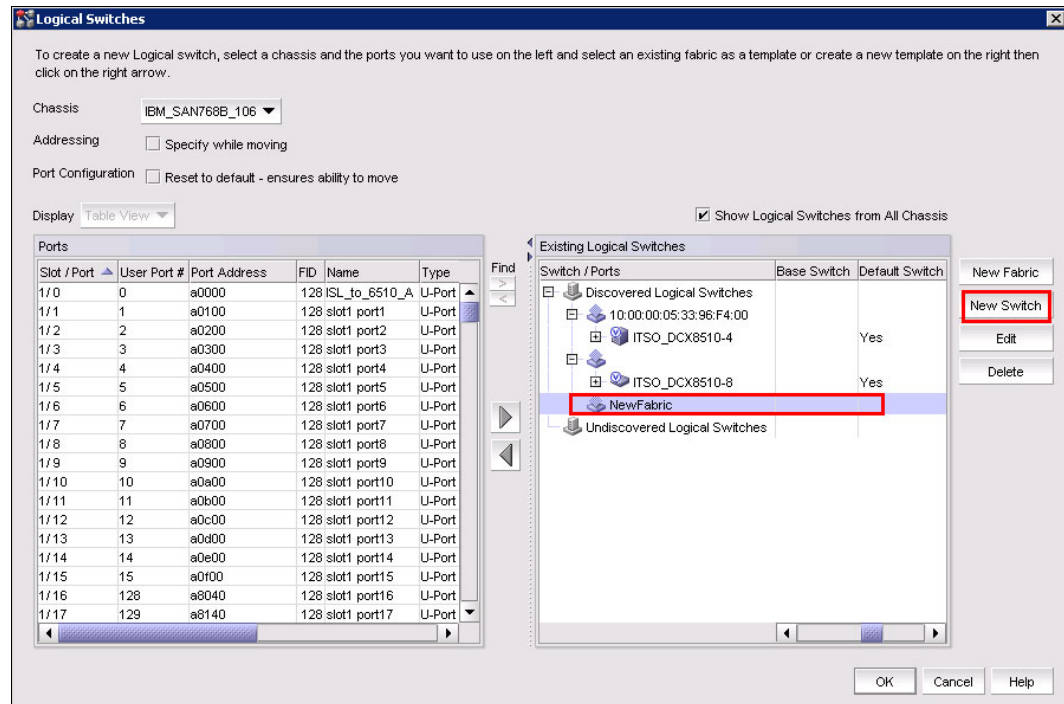 Logical Switches
To create a new Logical switch, select a chassis and the ports you want to use on the left and select an existing fabric as a template or create a new template on the right then
click on the right arrow.
Chassis IBM_SAN768B_106
Addressing Specify while moving
Port Configuration Reset to default - ensures ability to move
Display Table View Show Logical Switches from All Chassis
Ports
Slot / Port User Port # Port Address FID Name Type
1/ 0 0 a0000 128 ISL_to_6510_A U-Port
1/ 1 1 a0100 128 slot1 port1 U-Port
1/ 2 2 a0200 128 slot1 port2 U-Port
1/ 3 3 a0300 128 slot1 port3 U-Port
1/ 4 4 a0400 128 slot1 port4 U-Port
1/ 5 5 a0500 128 slot1 port5 U-Port
1/ 6 6 a0600 128 slot1 port6 U-Port
1/ 7 7 a0700 128 slot1 port7 U-Port
1/ 8 8 a0800 128 slot1 port8 U-Port
1/ 9 9 a0900 128 slot1 port9 U-Port
1/ 10 10 a0a00 128 slot1 port10 U-Port
1/ 11 11 a0b00 128 slot1 port11 U-Port
1/ 12 12 a0c00 128 slot1 port12 U-Port
1/ 13 13 a0d00 128 slot1 port13 U-Port
1/ 14 14 a0e00 128 slot1 port14 U-Port
1/ 15 15 a0f00 128 slot1 port15 U-Port
1/ 16 128 a8040 128 slot1 port16 U-Port
1/ 17 129 a8140 128 slot1 port17 U-Port
Find
>
<
Existing Logical Switches
Switch / Ports Base Switch Default Switch
Discovered Logical Switches
10:00:00:05:33:96:F4:00
ITSO_DCX8510-4 Yes
ITSO_DCX8510-8 Yes
NewFabric
Undiscovered Logical Switches
New Fabric
New Switch
Edit
Delete
OK Cancel Help